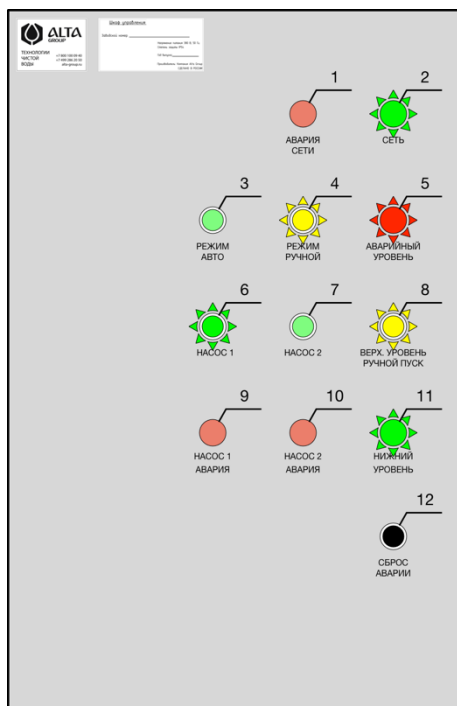 ALTA
GROUP
ТЕХНОЛОГИИ
ЧИСТОЙ
ВОДЫ
Шкаф управления
1
2
АВАРИЯ
СЕТИ
СЕТЬ
3
4
5
РЕЖИМ
АВТО
РЕЖИМ
РУЧНОЙ
АВАРИЙНЫЙ
УРОВЕНЬ
6
7
8
НАСОС 1
НАСОС 2
ВЕРХ. УРОВЕНЬ
РУЧНОЙ ПУСК
9
10
11
НАСОС 1
АВАРИЯ
НАСОС 2
АВАРИЯ
НИЖНИЙ
УРОВЕНЬ
12
СБРОС
АВАРИИ